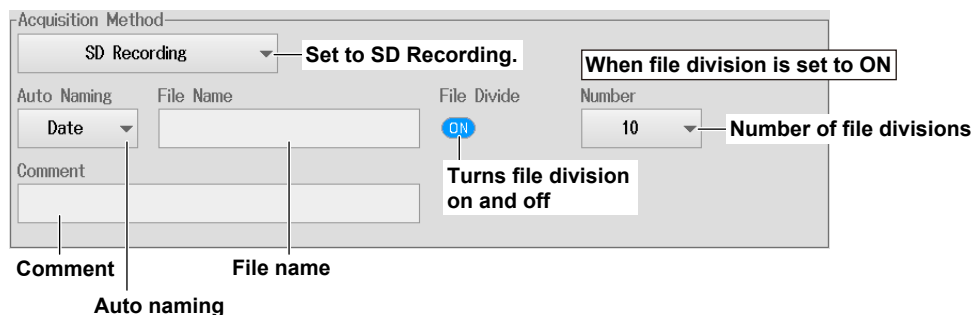 Acquisition Method
SD Recording
Set to SD Recording.
When file division is set to ON
Auto Naming
File Name
File Divide
Number
Date
ON
10
Number of file divisions
Comment
Turns file division
on and off
Comment
File name
Auto naming